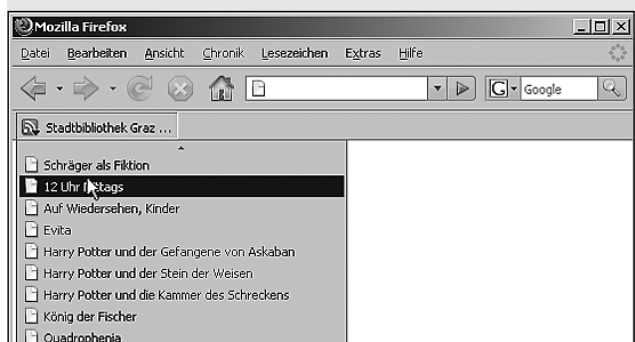 Mozilla Firefox
Datei Bearbeiten Ansicht Chronik Lesezeichen Extras Hilfe
G Google
Stadtbibliothek Graz ...
Schräger als Fiktion
12 Uhr Mittags
Auf Wiedersehen, Kinder
Evita
Harry Potter und der Gefangene von Askaban
Harry Potter und der Stein der Weisen
Harry Potter und die Kammer des Schreckens
König der Fischer
Quadrophenia